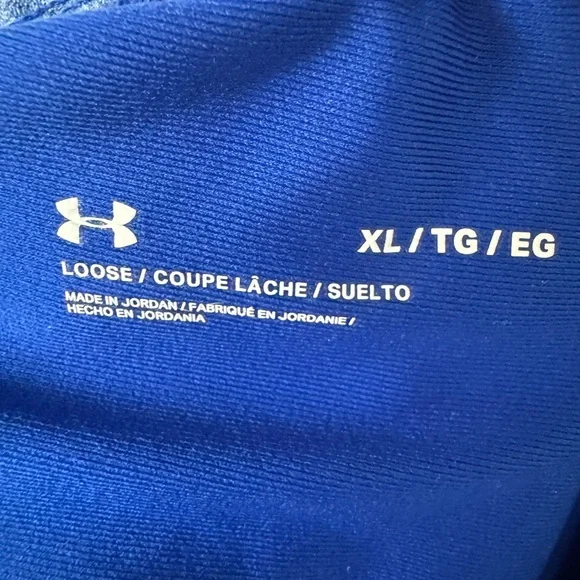 XL / TG / EG
LOOSE / COUPE LÂCHE / SUELTO
MADE IN JORDAN / FABRIQUÉ EN JORDANIE /
HECHO EN JORDANIA